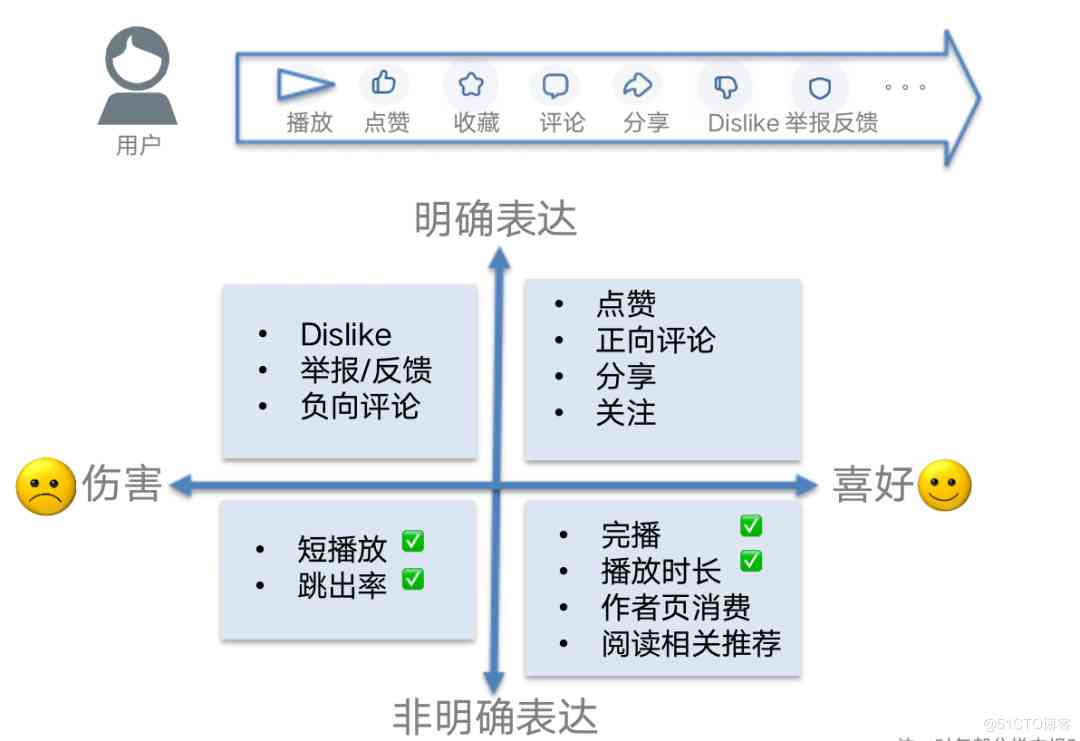 用户
播放 点赞 收藏 评论 分享 Dislike 举报反馈
明确表达
• Dislike
• 举报/反馈
• 负向评论
• 点赞
• 正向评论
• 分享
• 关注
伤害
喜好
• 短播放
• 跳出率
• 完播
• 播放时长
• 作者页消费
• 阅读相关推荐
非明确表达
@51CTO博客